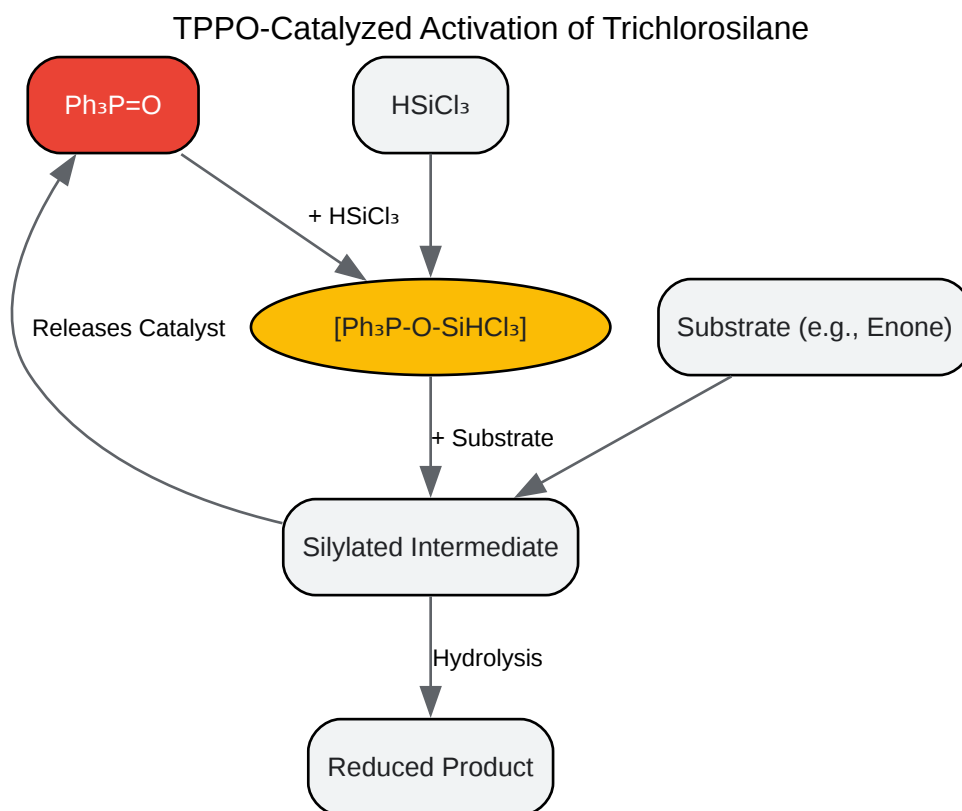 TPPO-Catalyzed Activation of Trichlorosilane
Ph₃P=O
HSiCl₃
+ HSiCl₃
Releases Catalyst
[Ph₃P-O-SiHCl₃]
Substrate (e.g., Enone)
+ Substrate
Silylated Intermediate
Hydrolysis
Reduced Product